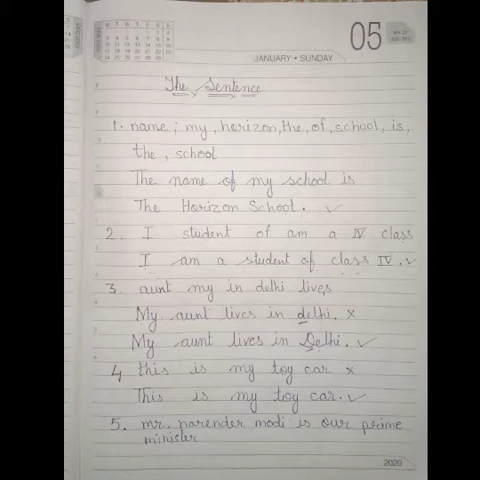 05
JANUARY • SUNDAY
The Sentence
1. name; my, horizon, the, of, school, is,
the, school
The name of my school is
The Horizon School.
2. I student of am a IV class
I am a student of class IV.
3. aunt my in delhi lives
My aunt lives in delhi. x
My aunt lives in Delhi.
4. this is my toy car x
This is my toy car.
5. mr. narender modi is our prime
minister
2020